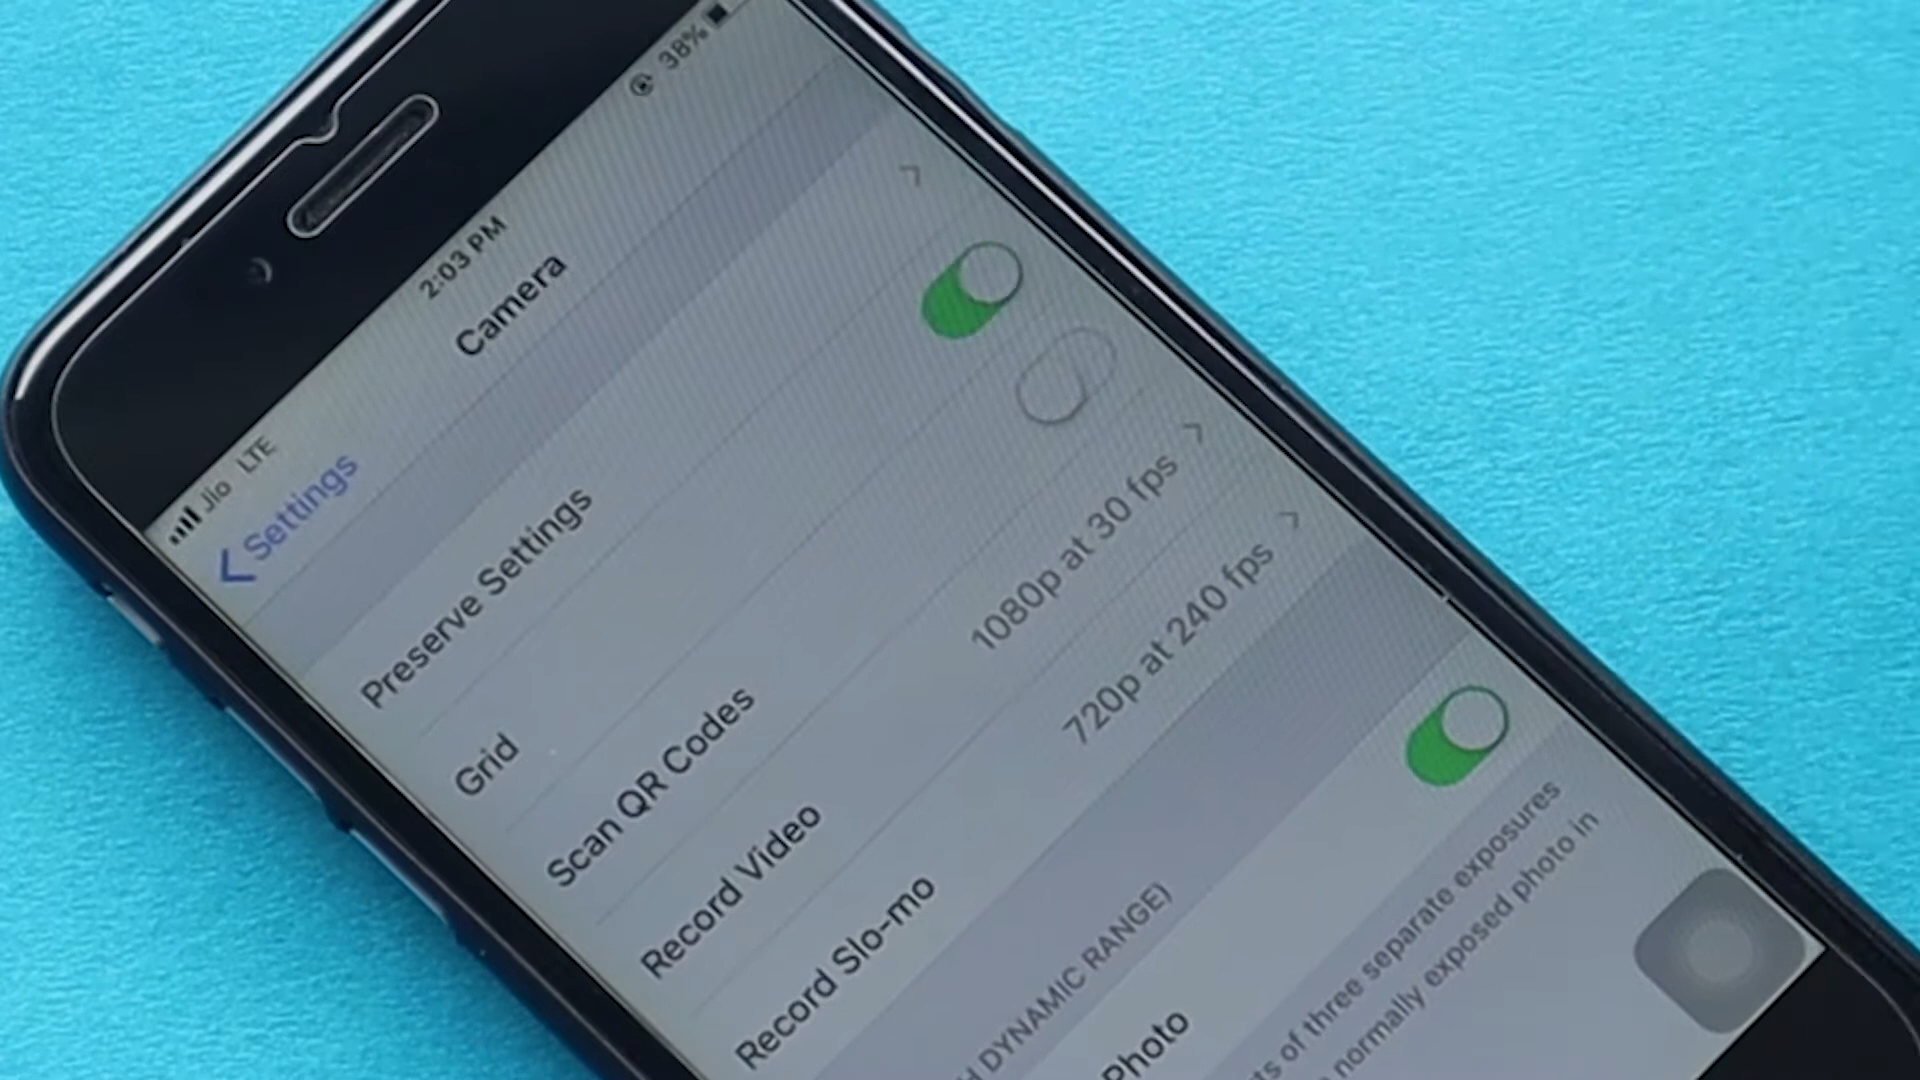 Jio LTE 2:03 PM 38%
Settings Camera
Preserve Settings
Grid
Scan QR Codes
Record Video 1080p at 30 fps
Record Slo-mo 720p at 240 fps
DYNAMIC RANGE)
Photo
of three separate exposures
normally exposed photo in